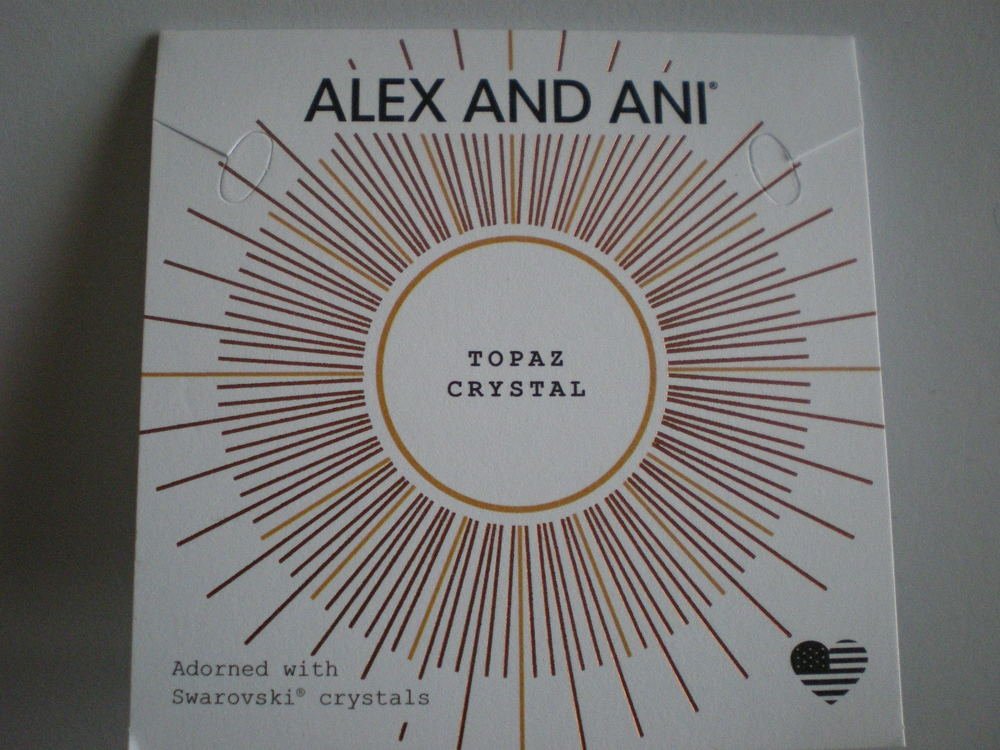 ALEX AND ANI®
TOPAZ
CRYSTAL
Adorned with
Swarovski® crystals